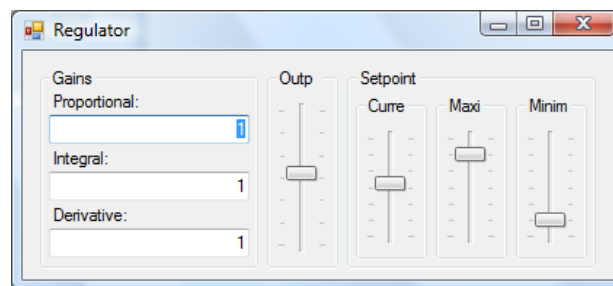 Regulator
Gains
Proportional:
1
Integral:
1
Derivative:
1
Outp
Setpoint
Curre
Maxi
Minim